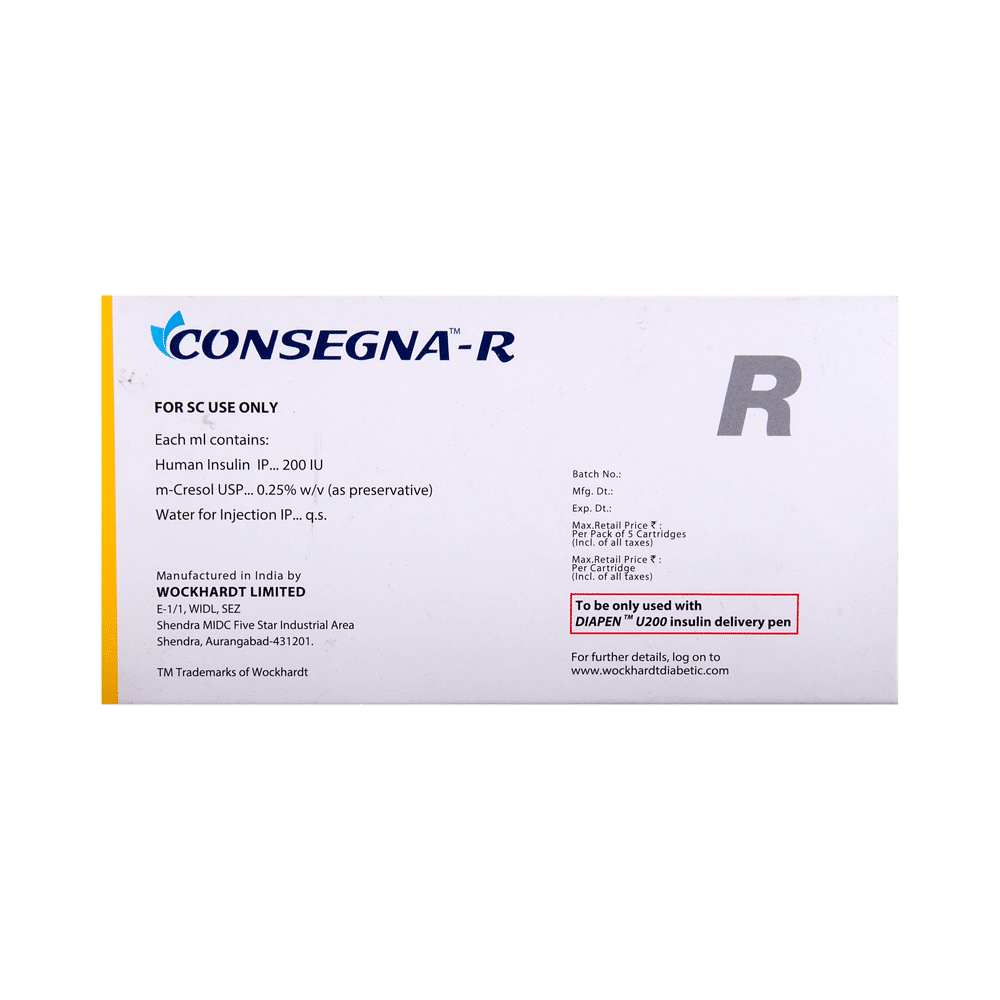 CONSEGNA™-R
R
FOR SC USE ONLY
Each ml contains:
Human Insulin IP... 200 IU
m-Cresol USP... 0.25% w/v (as preservative)
Water for Injection IP... q.s.
Manufactured in India by
WOCKHARDT LIMITED
E-1/1, WIDL, SEZ
Shendra MIDC Five Star Industrial Area
Shendra, Aurangabad-431201.
TM Trademarks of Wockhardt
Batch No.:
Mfg. Dt.:
Exp. Dt.:
Max.Retail Price ₹ :
Per Pack of 5 Cartridges
(Incl. of all taxes)
Max.Retail Price ₹ :
Per Cartridge
(Incl. of all taxes)
To be only used with
DIAPEN™ U200 insulin delivery pen
For further details, log on to
www.wockhardtdiabetic.com